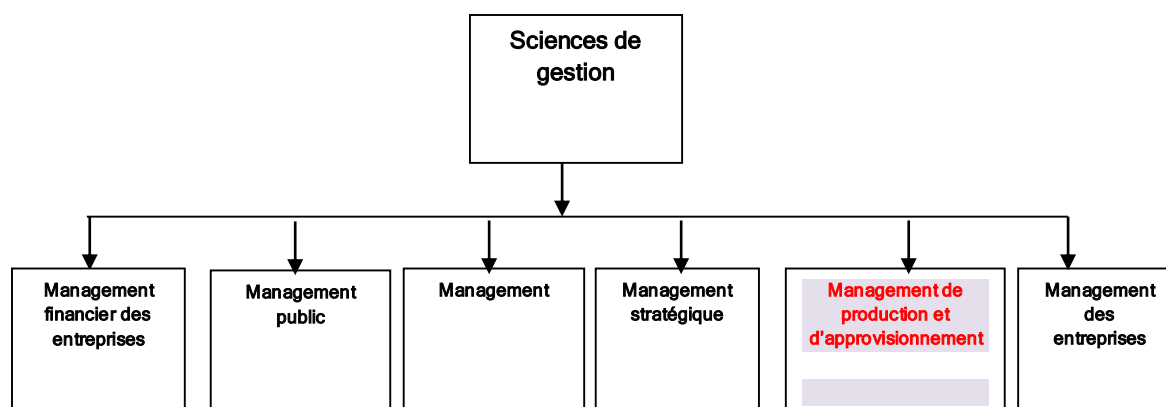 Sciences de
gestion
Management
financier des
entreprises
Management
public
Management
Management
stratégique
Management de
production et
d'approvisionnement
Management
des
entreprises